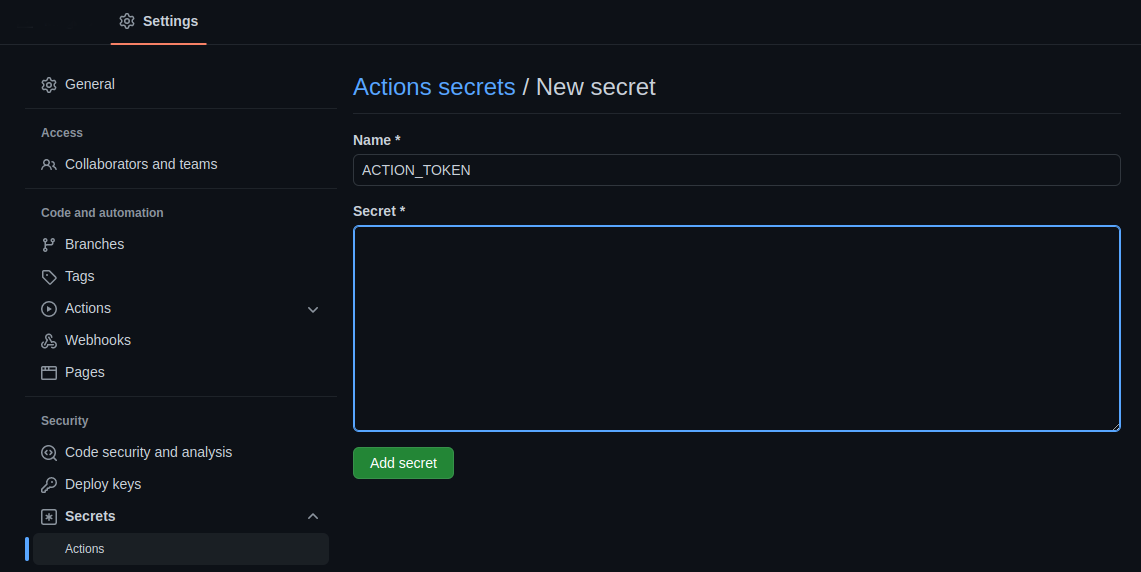 Settings
General
Access
Collaborators and teams
Code and automation
Branches
Tags
Actions
Webhooks
Pages
Security
Code security and analysis
Deploy keys
Secrets
Actions
Actions secrets / New secret
Name *
ACTION_TOKEN
Secret *
Add secret